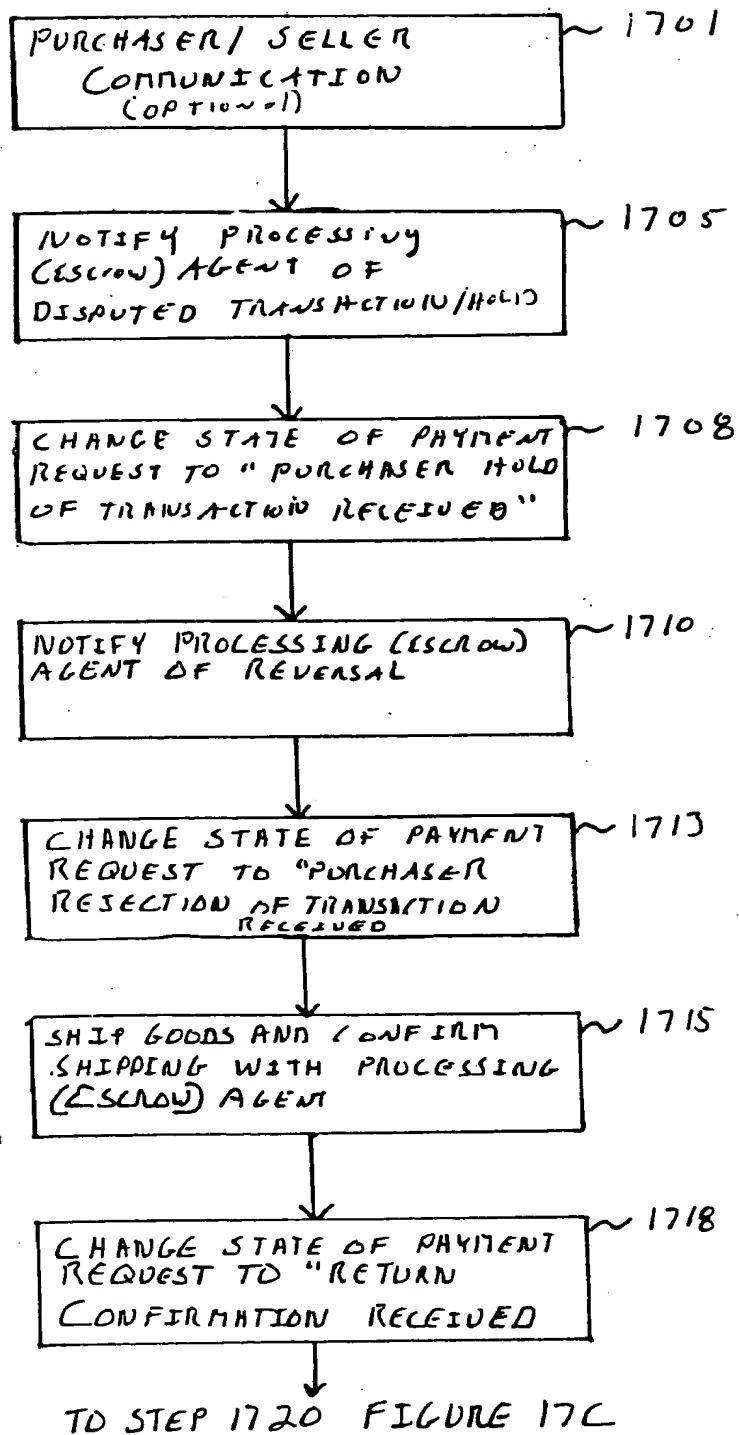 PURCHASER/ SELLER
COMMUNICATION
(OPTIONAL)
1701
NOTIFY PROCESSING
(ESCROW) AGENT OF
DISPUTED TRANSACTION/HOLD
1705
CHANGE STATE OF PAYMENT
REQUEST TO "PURCHASER HOLD
OF TRANSACTION RECEIVED"
1708
NOTIFY PROCESSING (ESCROW)
AGENT OF REVERSAL
1710
CHANGE STATE OF PAYMENT
REQUEST TO "PURCHASER
REJECTION OF TRANSACTION
RECEIVED
1713
SHIP GOODS AND CONFIRM
SHIPPING WITH PROCESSING
(ESCROW) AGENT
1715
CHANGE STATE OF PAYMENT
REQUEST TO "RETURN
CONFIRMATION RECEIVED
1718
TO STEP 1720 FIGURE 17C